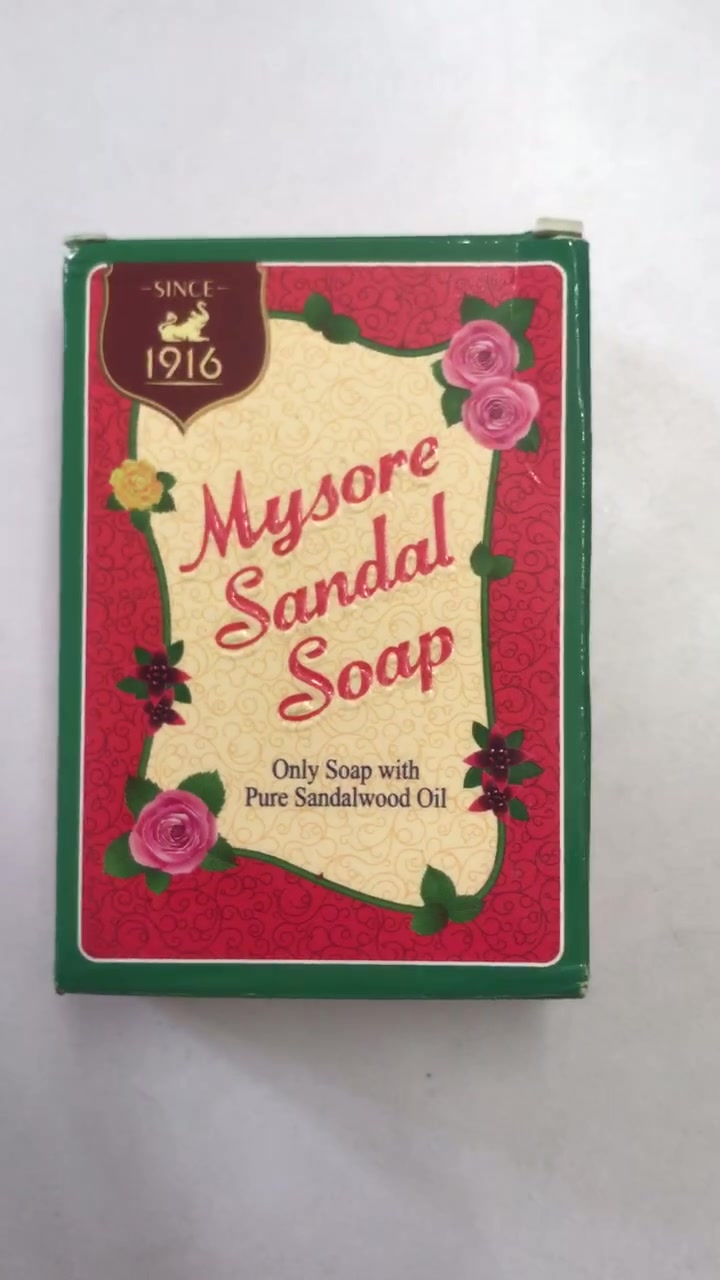 -SINCE-
1916
Mysore
Sandal
Soap
Only Soap with
Pure Sandalwood Oil